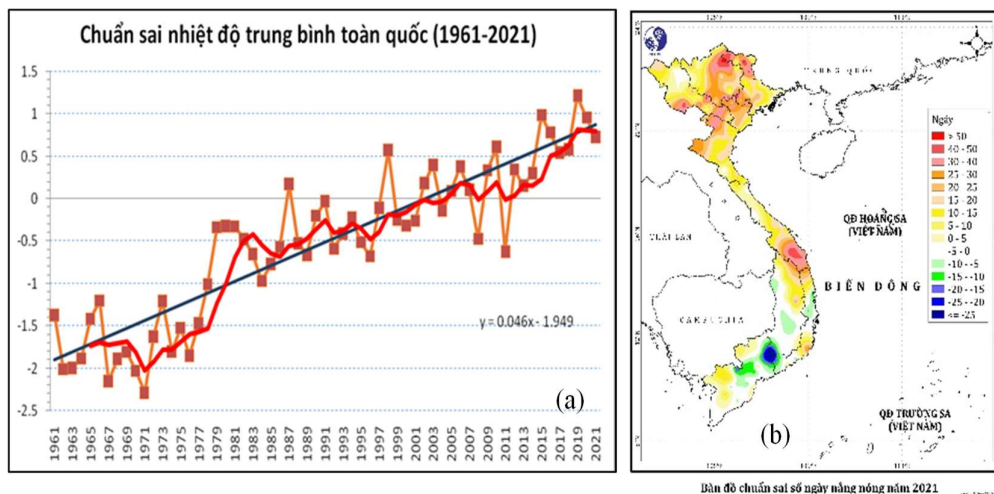 Chuẩn sai nhiệt độ trung bình toàn quốc (1961-2021)
1.5
1
0.5
0
-0.5
-1
-1.5
-2
-2.5
y = 0.046x - 1.949
(a)
1961
1963
1965
1967
1969
1971
1973
1975
1977
1979
1981
1983
1985
1987
1989
1991
1993
1995
1997
1999
2001
2003
2005
2007
2009
2011
2013
2015
2017
2019
2021
TRUNG QUỐC
THÁI LAN
CAMPUCHIA
QĐ HOÀNG SA
(VIỆT NAM)
BIỂN ĐÔNG
QĐ TRƯỜNG SA
(VIỆT NAM)
Ngày
> 50
40 - 50
30 - 40
25 - 30
20 - 25
15 - 20
10 - 15
5 - 10
0 - 5
-5 - 0
-10 - -5
-15 - -10
-20 - -15
-25 - -20
<= -25
(b)
Bản đồ chuẩn sai số ngày nắng nóng năm 2021